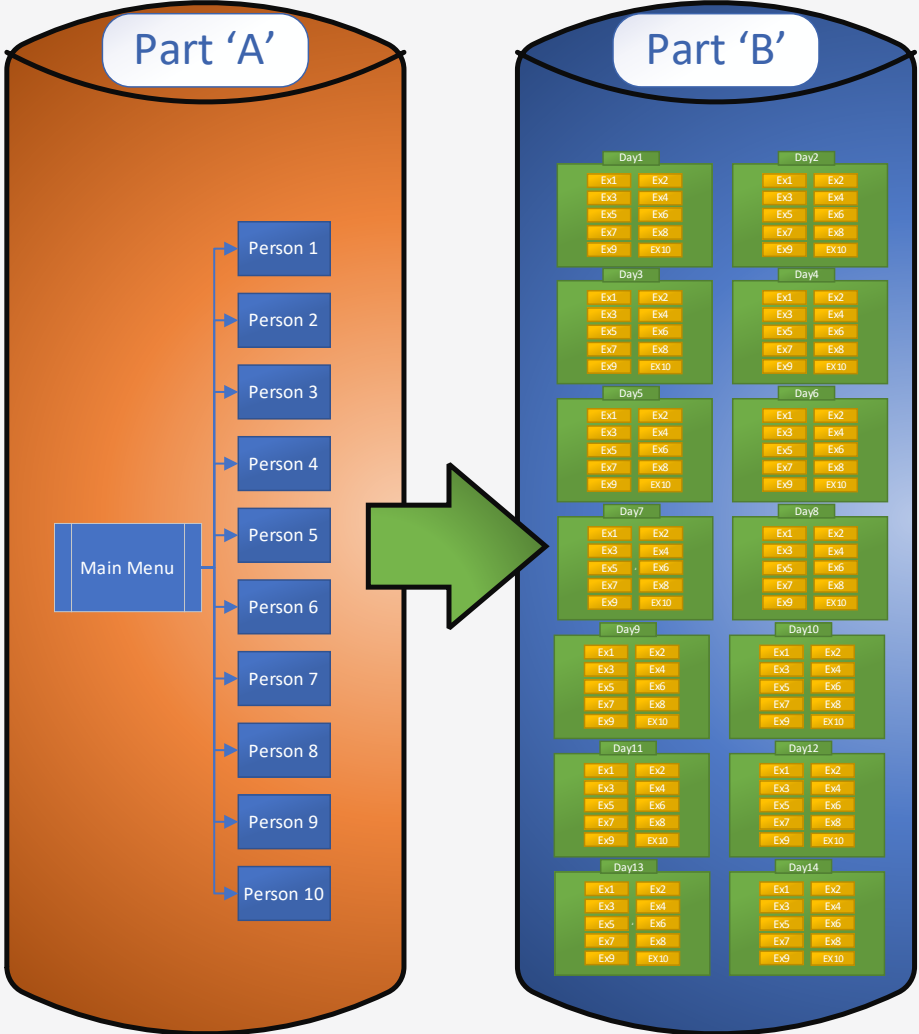 Part ‘A’
Main Menu
Person 1
Person 2
Person 3
Person 4
Person 5
Person 6
Person 7
Person 8
Person 9
Person 10
Part ‘B’
Day1
Ex1 Ex2
Ex3 Ex4
Ex5 Ex6
Ex7 Ex8
Ex9 EX10
Day2
Ex1 Ex2
Ex3 Ex4
Ex5 Ex6
Ex7 Ex8
Ex9 EX10
Day3
Ex1 Ex2
Ex3 Ex4
Ex5 Ex6
Ex7 Ex8
Ex9 EX10
Day4
Ex1 Ex2
Ex3 Ex4
Ex5 Ex6
Ex7 Ex8
Ex9 EX10
Day5
Ex1 Ex2
Ex3 Ex4
Ex5 Ex6
Ex7 Ex8
Ex9 EX10
Day6
Ex1 Ex2
Ex3 Ex4
Ex5 Ex6
Ex7 Ex8
Ex9 EX10
Day7
Ex1 Ex2
Ex3 Ex4
Ex5 Ex6
Ex7 Ex8
Ex9 EX10
Day8
Ex1 Ex2
Ex3 Ex4
Ex5 Ex6
Ex7 Ex8
Ex9 EX10
Day9
Ex1 Ex2
Ex3 Ex4
Ex5 Ex6
Ex7 Ex8
Ex9 EX10
Day10
Ex1 Ex2
Ex3 Ex4
Ex5 Ex6
Ex7 Ex8
Ex9 EX10
Day11
Ex1 Ex2
Ex3 Ex4
Ex5 Ex6
Ex7 Ex8
Ex9 EX10
Day12
Ex1 Ex2
Ex3 Ex4
Ex5 Ex6
Ex7 Ex8
Ex9 EX10
Day13
Ex1 Ex2
Ex3 Ex4
Ex5 Ex6
Ex7 Ex8
Ex9 EX10
Day14
Ex1 Ex2
Ex3 Ex4
Ex5 Ex6
Ex7 Ex8
Ex9 EX10